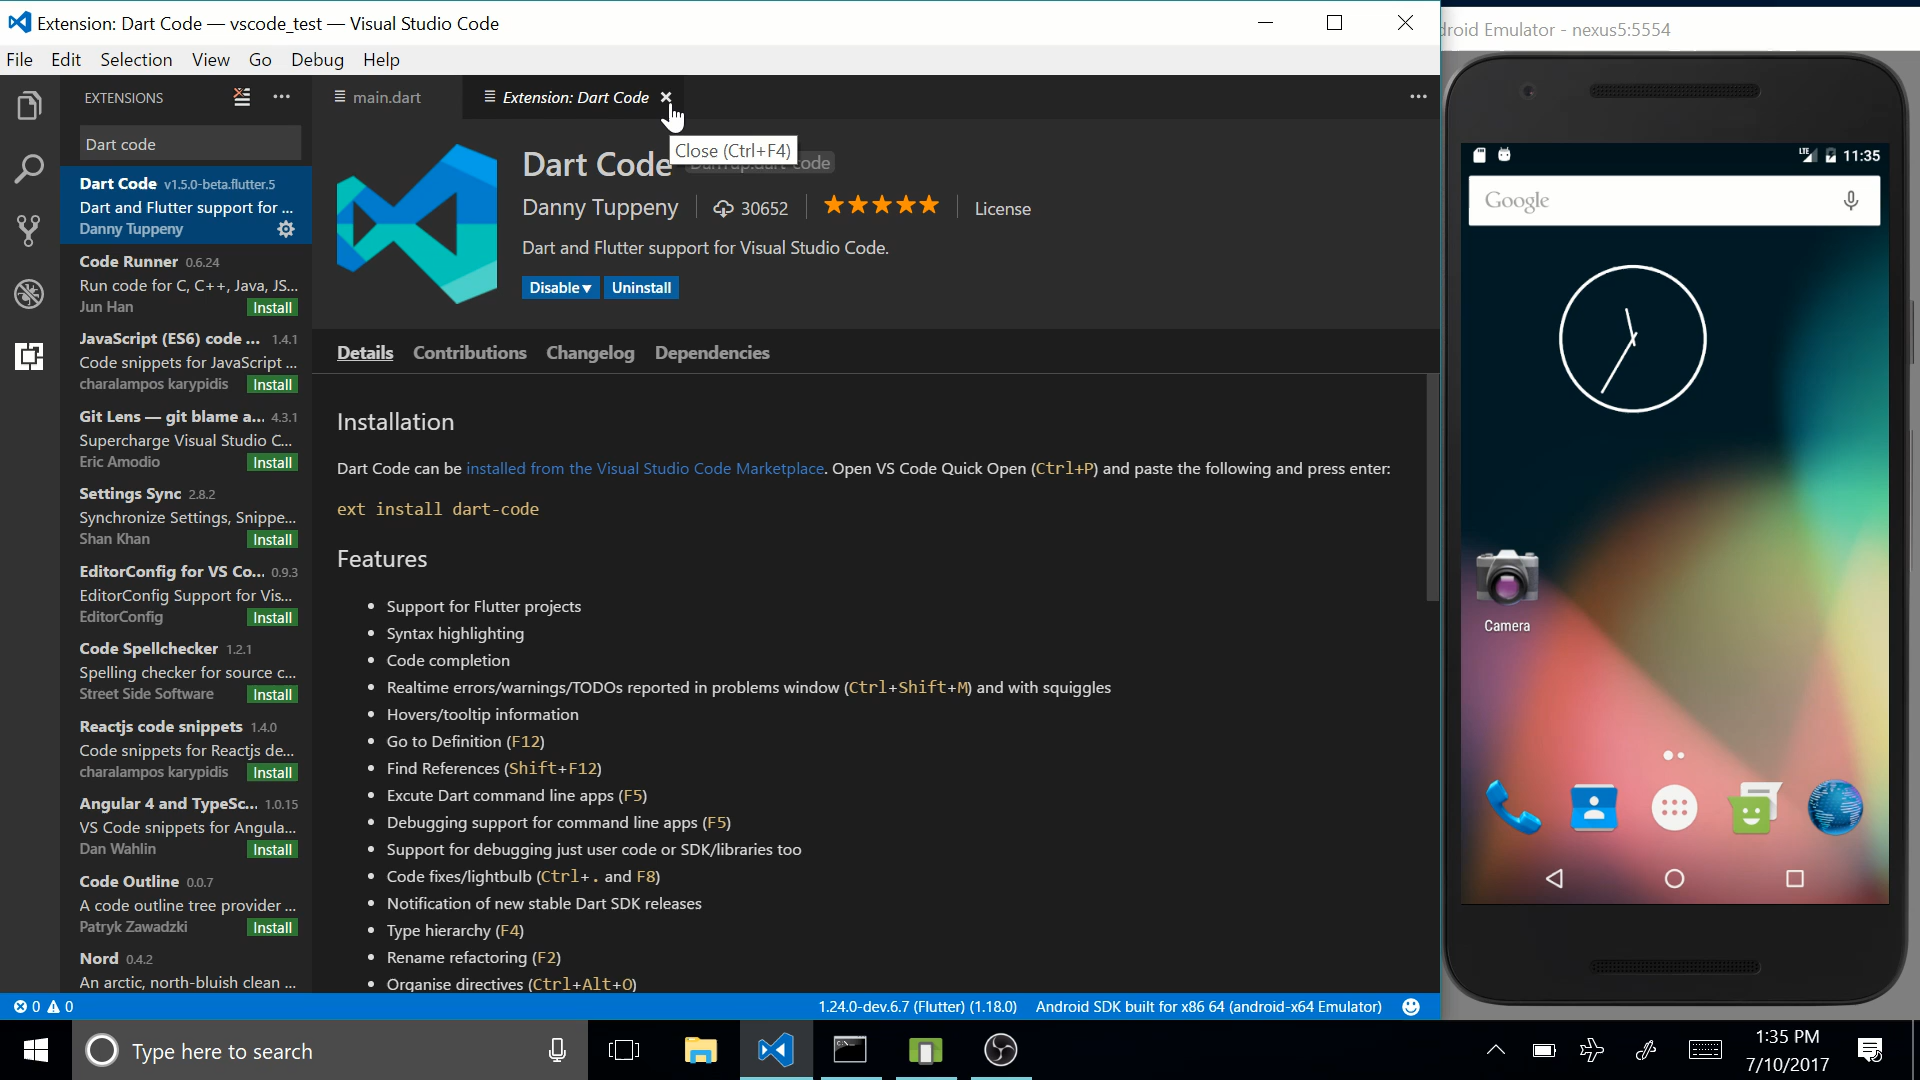 Extension: Dart Code — vscode_test — Visual Studio Code
File Edit Selection View Go Debug Help
EXTENSIONS
Dart code
Dart Code v1.5.0-beta.flutter.5
Dart and Flutter support for ...
Danny Tuppeny
Code Runner 0.6.24
Run code for C, C++, Java, JS...
Jun Han Install
JavaScript (ES6) code ... 1.4.1
Code snippets for JavaScript ...
charalampos karypidis Install
Git Lens — git blame a... 4.3.1
Supercharge Visual Studio C...
Eric Amodio Install
Settings Sync 2.8.2
Synchronize Settings, Snippe...
Shan Khan Install
EditorConfig for VS Co... 0.9.3
EditorConfig Support for Vis...
EditorConfig Install
Code Spellchecker 1.2.1
Spelling checker for source c...
Street Side Software Install
Reactjs code snippets 1.4.0
Code snippets for Reactjs de...
charalampos karypidis Install
Angular 4 and TypeSc... 1.0.15
VS Code snippets for Angula...
Dan Wahlin Install
Code Outline 0.0.7
A code outline tree provider ...
Patryk Zawadzki Install
Nord 0.4.2
An arctic, north-bluish clean ...
main.dart Extension: Dart Code
Close (Ctrl+F4)
Dart Code
Danny Tuppeny 30652 License
Dart and Flutter support for Visual Studio Code.
Disable Uninstall
Details Contributions Changelog Dependencies
Installation
Dart Code can be installed from the Visual Studio Code Marketplace. Open VS Code Quick Open (Ctrl+P) and paste the following and press enter:
ext install dart-code
Features
• Support for Flutter projects
• Syntax highlighting
• Code completion
• Realtime errors/warnings/TODOs reported in problems window (Ctrl+Shift+M) and with squiggles
• Hovers/tooltip information
• Go to Definition (F12)
• Find References (Shift+F12)
• Excute Dart command line apps (F5)
• Debugging support for command line apps (F5)
• Support for debugging just user code or SDK/libraries too
• Code fixes/lightbulb (Ctrl+. and F8)
• Notification of new stable Dart SDK releases
• Type hierarchy (F4)
• Rename refactoring (F2)
• Organise directives (Ctrl+Alt+O)
0 0
1.24.0-dev.6.7 (Flutter) (1.18.0) Android SDK built for x86 64 (android-x64 Emulator)
droid Emulator - nexus5:5554
LTE 11:35
Google
Camera
Type here to search
1:35 PM
7/10/2017